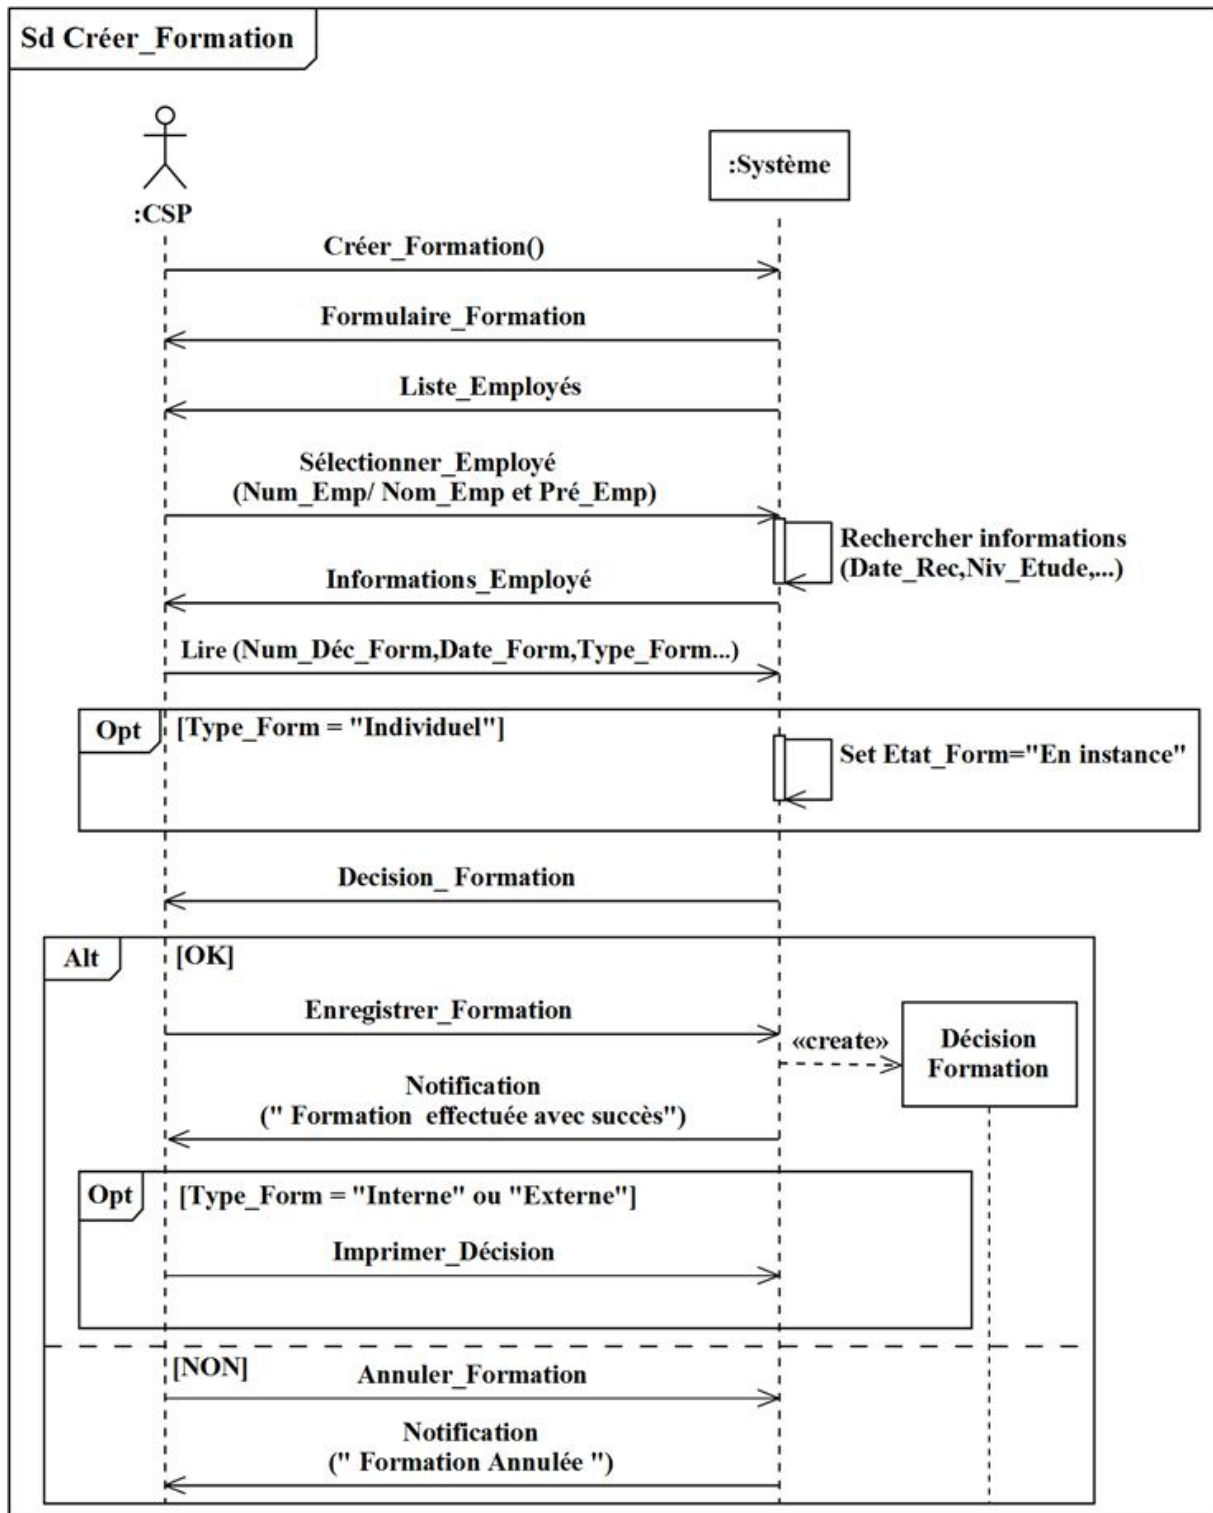 Sd Créer_Formation
:Système
:CSP
Créer_Formation()
Formulaire_Formation
Liste_Employés
Sélectionner_Employé
(Num_Emp/ Nom_Emp et Pré_Emp)
Rechercher informations
(Date_Rec,Niv_Etude,...)
Informations_Employé
Lire (Num_Déc_Form,Date_Form,Type_Form...)
Opt
[Type_Form = "Individuel"]
Set Etat_Form="En instance"
Decision_ Formation
Alt
[OK]
Enregistrer_Formation
«create»
Décision
Formation
Notification
(" Formation  effectuée avec succès")
Opt
[Type_Form = "Interne" ou "Externe"]
Imprimer_Décision
[NON]
Annuler_Formation
Notification
(" Formation Annulée ")